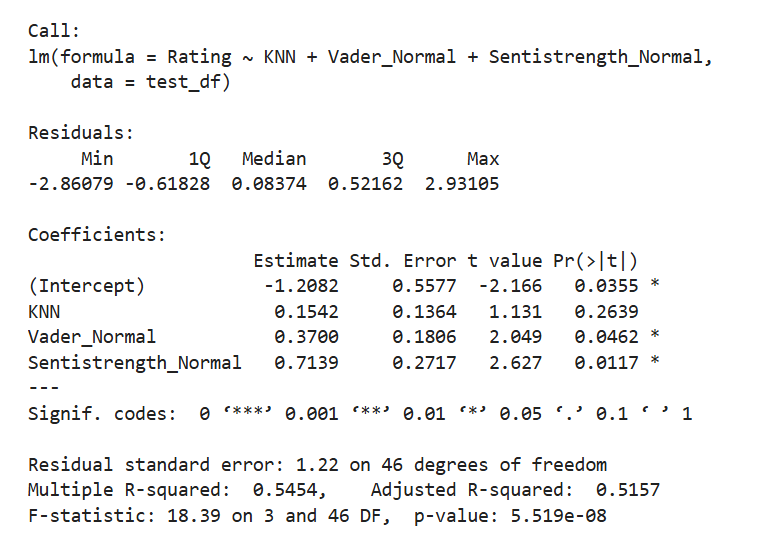 Call:
lm(formula = Rating ~ KNN + Vader_Normal + Sentistrength_Normal,
    data = test_df)
Residuals:
     Min       1Q   Median       3Q      Max
-2.86079 -0.61828  0.08374  0.52162  2.93105
Coefficients:
                     Estimate Std. Error t value Pr(>|t|)
(Intercept)           -1.2082     0.5577  -2.166   0.0355 *
KNN                    0.1542     0.1364   1.131   0.2639
Vader_Normal           0.3700     0.1806   2.049   0.0462 *
Sentistrength_Normal   0.7139     0.2717   2.627   0.0117 *
---
Signif. codes:  0 ‘***’ 0.001 ‘**’ 0.01 ‘*’ 0.05 ‘.’ 0.1 ‘ ’ 1
Residual standard error: 1.22 on 46 degrees of freedom
Multiple R-squared:  0.5454,    Adjusted R-squared:  0.5157
F-statistic: 18.39 on 3 and 46 DF,  p-value: 5.519e-08